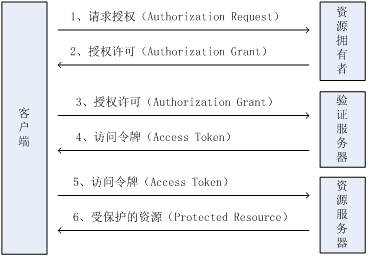 客户端
1、请求授权（Authorization Request）
2、授权许可（Authorization Grant）
资源拥有者
3、授权许可（Authorization Grant）
4、访问令牌（Access Token）
验证服务器
5、访问令牌（Access Token）
6、受保护的资源（Protected Resource）
资源服务器